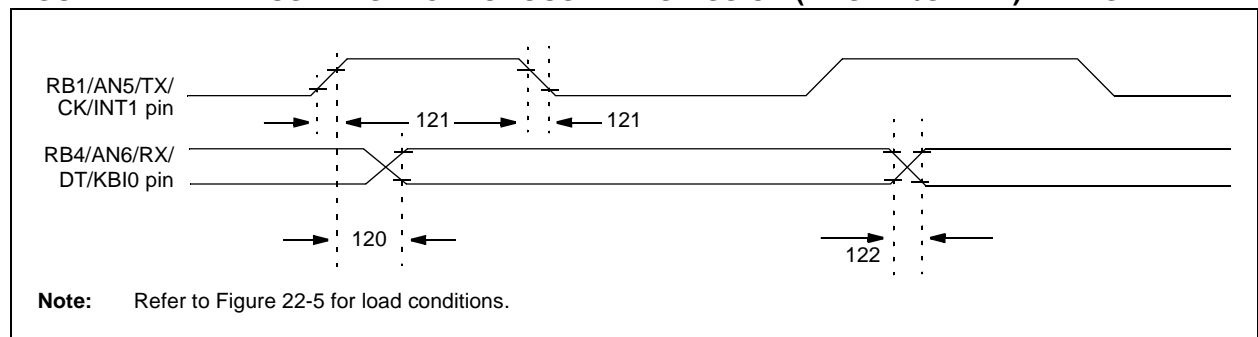 RB1/AN5/TX/
CK/INT1 pin
121
121
RB4/AN6/RX/
DT/KBI0 pin
120
122
Note: Refer to Figure 22-5 for load conditions.